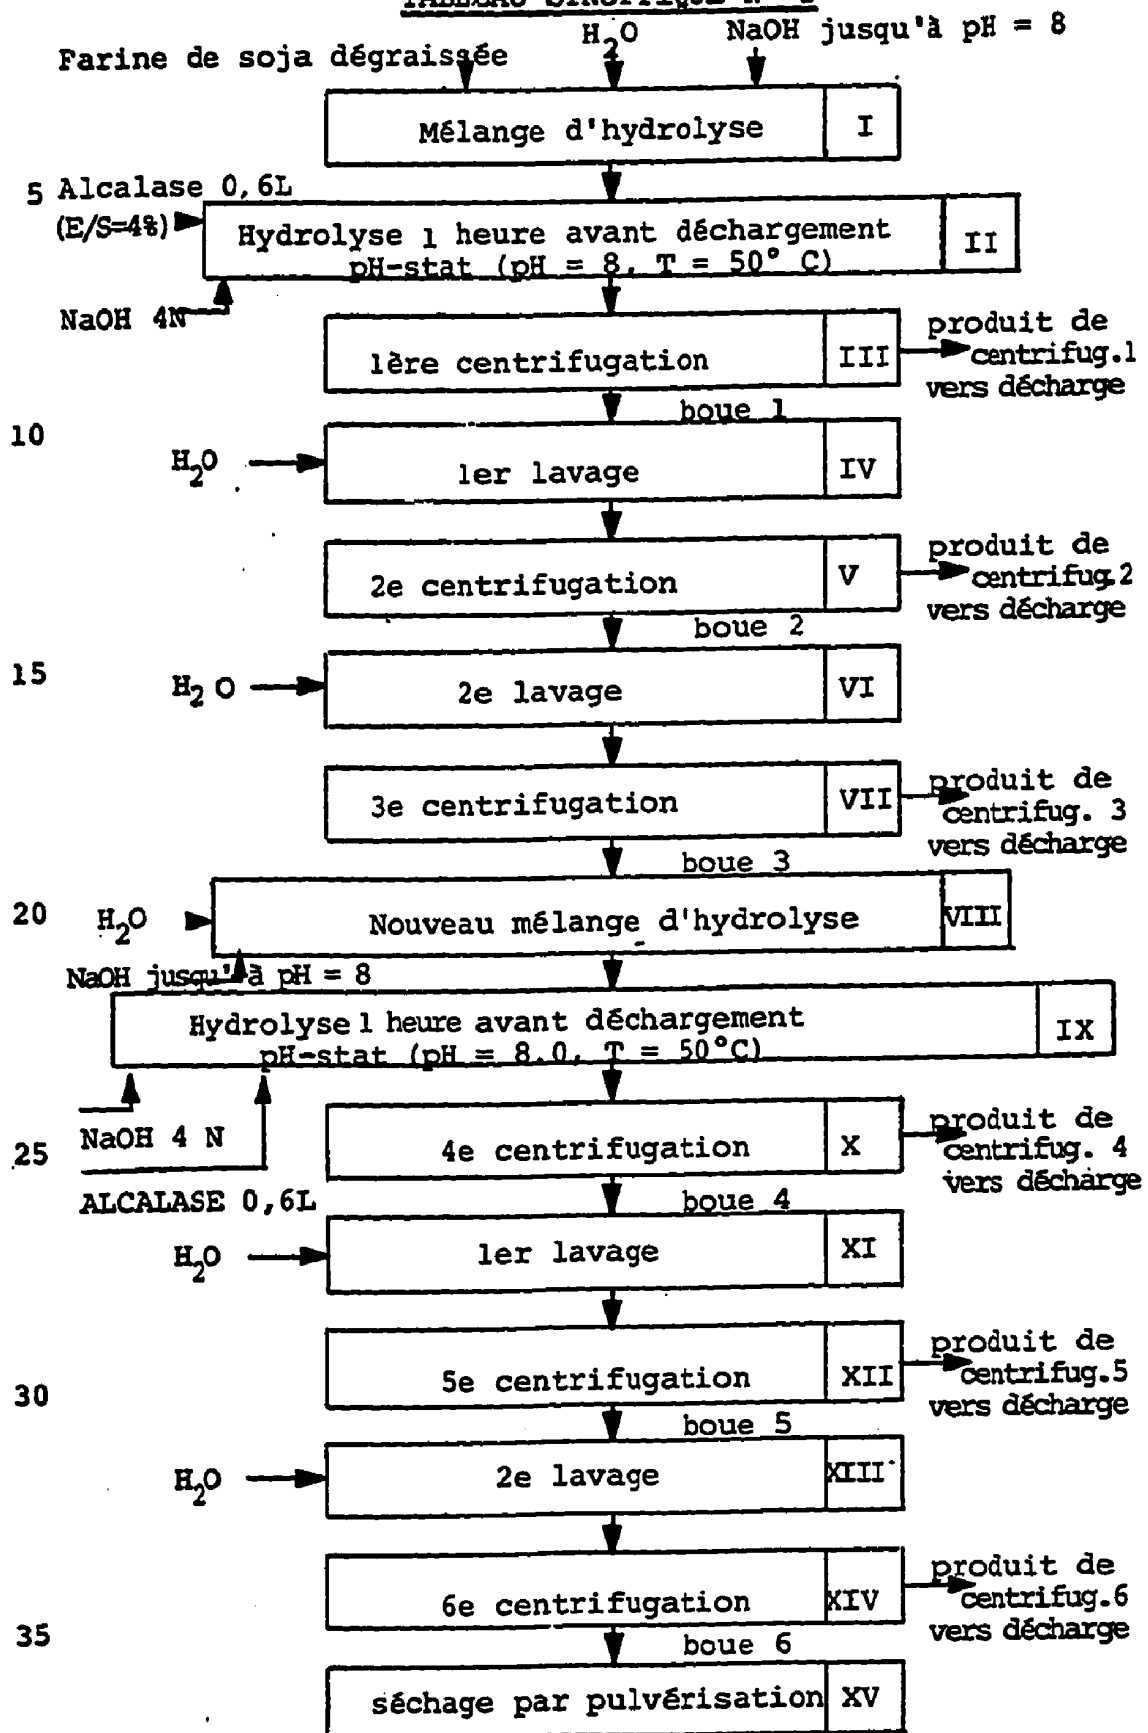 H2O NaOH jusqu'à pH = 8
Farine de soja dégraissée
Mélange d'hydrolyse I
5 Alcalase 0,6L
(E/S=4%)
Hydrolyse 1 heure avant déchargement II
pH-stat (pH = 8, T = 50° C)
NaOH 4N
produit de
1ère centrifugation III centrifug.1
vers décharge
boue 1
10
H2O 1er lavage IV
produit de
2e centrifugation V centrifug.2
vers décharge
boue 2
15 H2O 2e lavage VI
produit de
3e centrifugation VII centrifug. 3
vers décharge
boue 3
20 H2O Nouveau mélange d'hydrolyse VIII
NaOH jusqu'à pH = 8
Hydrolyse 1 heure avant déchargement IX
pH-stat (pH = 8.0, T = 50°C)
produit de
25 NaOH 4 N 4e centrifugation X centrifug. 4
vers décharge
ALCALASE 0,6L boue 4
H2O 1er lavage XI
produit de
5e centrifugation XII centrifug.5
30 vers décharge
boue 5
H2O 2e lavage XIII
produit de
6e centrifugation XIV centrifug.6
35 vers décharge
boue 6
séchage par pulvérisation XV